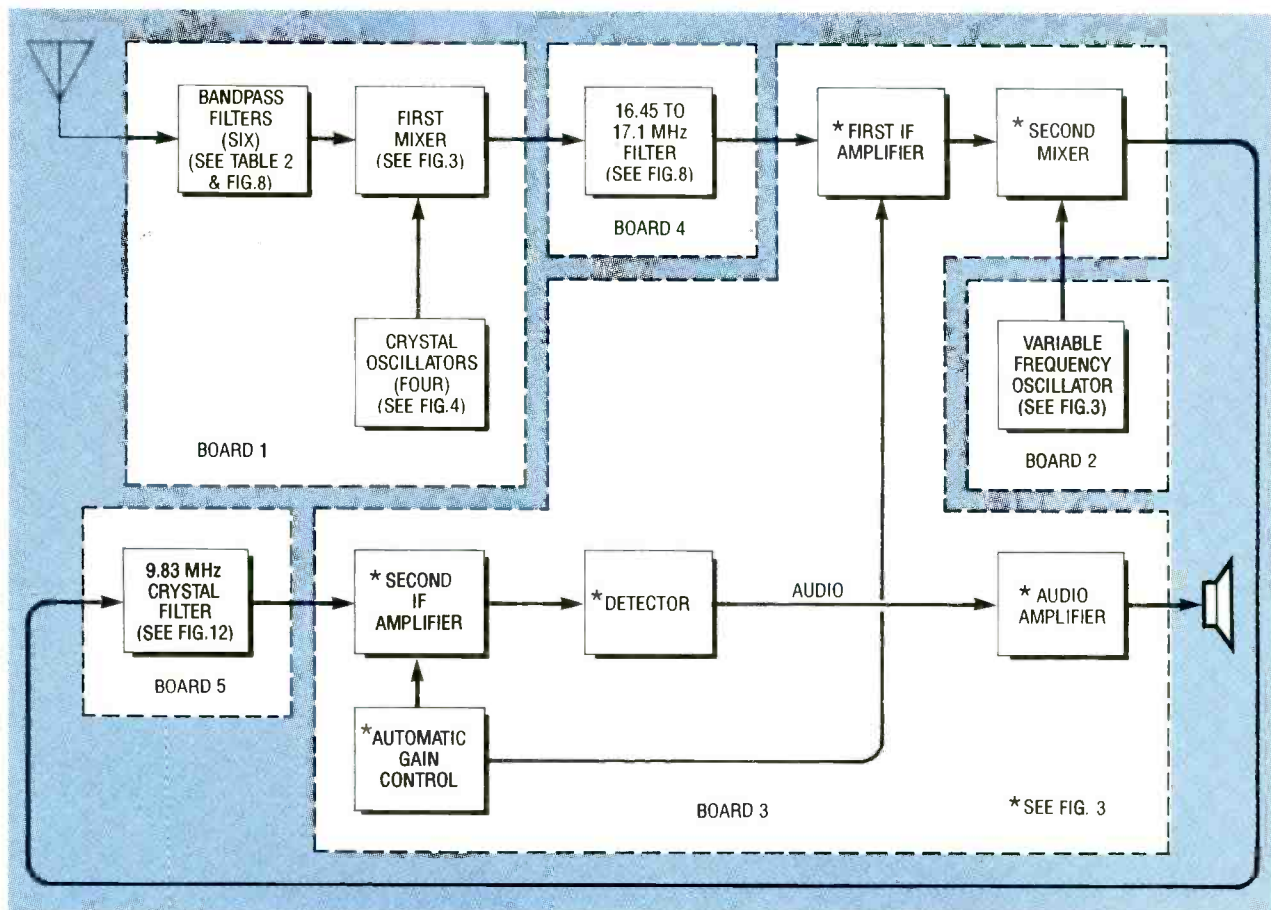 BANDPASS
FILTERS
(SIX)
(SEE TABLE 2
& FIG.8)
FIRST
MIXER
(SEE FIG.3)
CRYSTAL
OSCILLATORS
(FOUR)
(SEE FIG.4)
BOARD 1
16.45 TO
17.1 MHz
FILTER
(SEE FIG.8)
BOARD 4
* FIRST IF
AMPLIFIER
* SECOND
MIXER
VARIABLE
FREQUENCY
OSCILLATOR
(SEE FIG.3)
BOARD 2
9.83 MHz
CRYSTAL
FILTER
(SEE FIG.12)
BOARD 5
* SECOND
IF
AMPLIFIER
* DETECTOR
AUDIO
* AUDIO
AMPLIFIER
* AUTOMATIC
GAIN
CONTROL
BOARD 3
* SEE FIG. 3